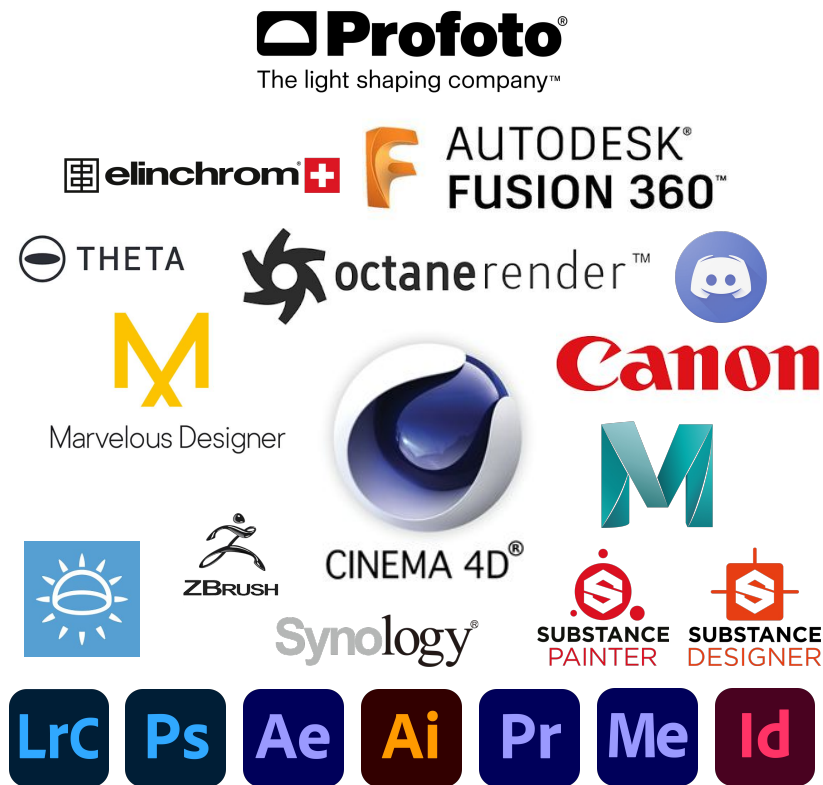 Profoto®
The light shaping company™
elinchrom®
AUTODESK®
FUSION 360™
THETA
octanerender™
Canon
Marvelous Designer
CINEMA 4D®
ZBRUSH
Synology®
SUBSTANCE
PAINTER
SUBSTANCE
DESIGNER
LrC
Ps
Ae
Ai
Pr
Me
Id